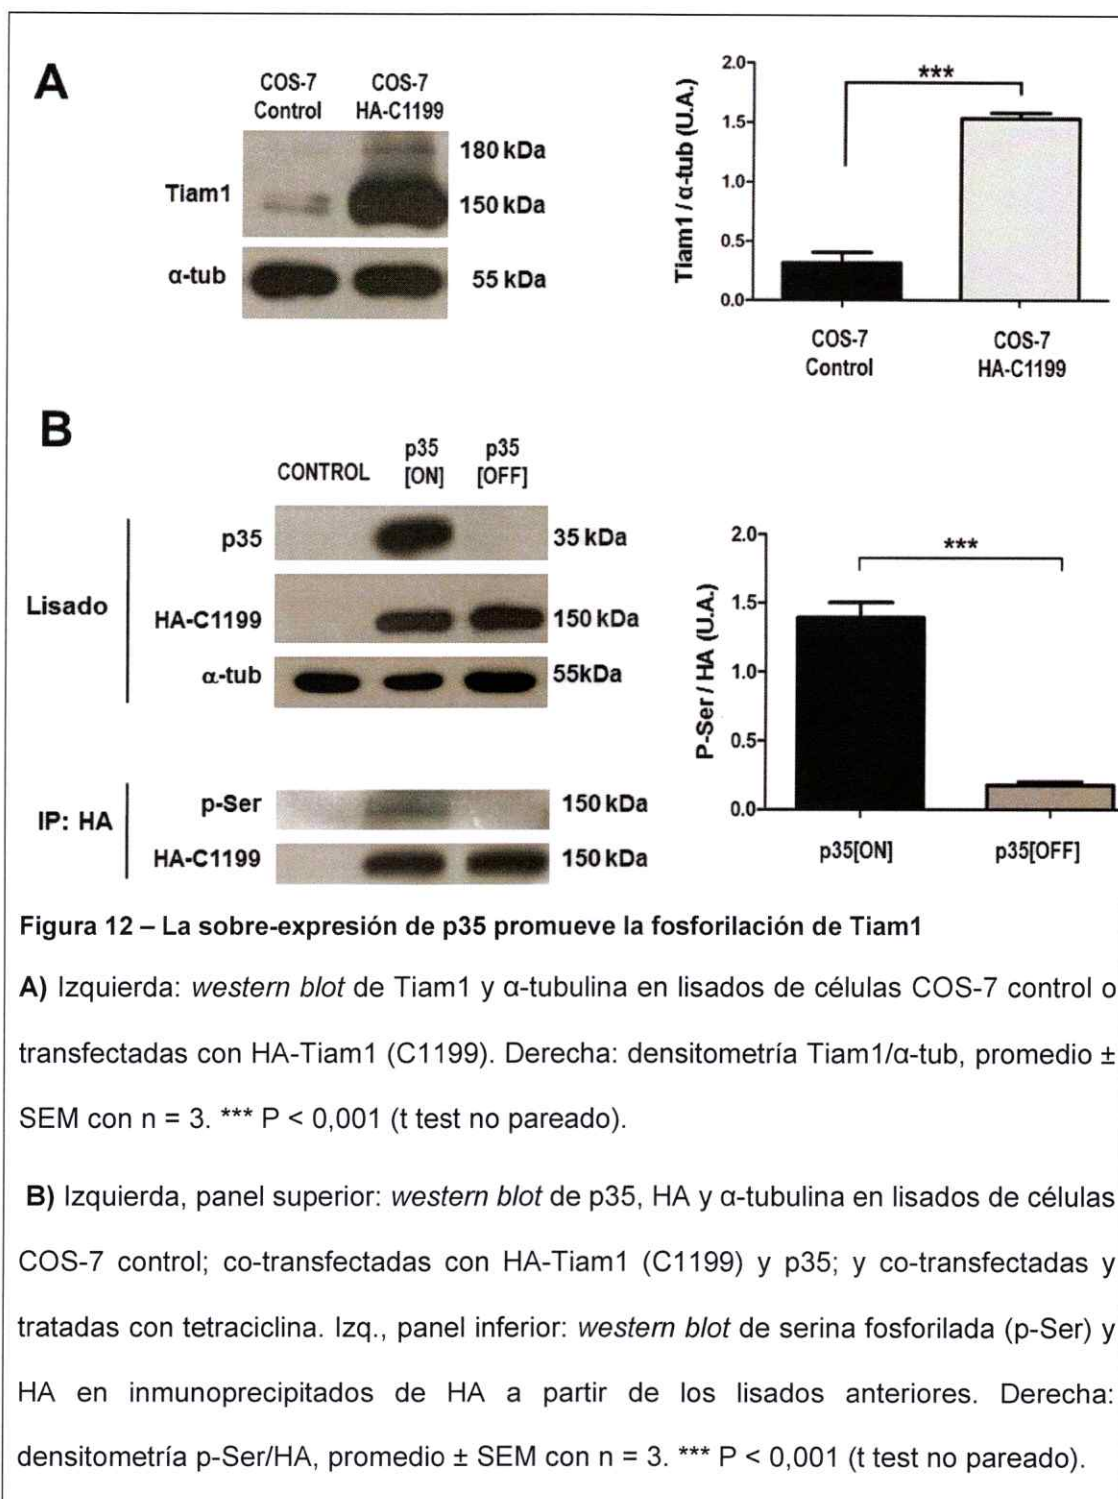 A
COS-7
Control
COS-7
HA-C1199
Tiam1
180 kDa
150 kDa
α-tub
55 kDa
Tiam1 / α-tub (U.A.)
2.0
1.5
1.0
0.5
0.0
***
COS-7
Control
COS-7
HA-C1199
B
CONTROL
p35
[ON]
p35
[OFF]
Lisado
p35
35 kDa
HA-C1199
150 kDa
α-tub
55kDa
IP: HA
p-Ser
150 kDa
HA-C1199
150 kDa
P-Ser / HA (U.A.)
2.0
1.5
1.0
0.5
0.0
***
p35[ON]
p35[OFF]
Figura 12 – La sobre-expresión de p35 promueve la fosforilación de Tiam1
A) Izquierda: western blot de Tiam1 y α-tubulina en lisados de células COS-7 control o
transfectadas con HA-Tiam1 (C1199). Derecha: densitometría Tiam1/α-tub, promedio ±
SEM con n = 3. *** P < 0,001 (t test no pareado).
B) Izquierda, panel superior: western blot de p35, HA y α-tubulina en lisados de células
COS-7 control; co-transfectadas con HA-Tiam1 (C1199) y p35; y co-transfectadas y
tratadas con tetraciclina. Izq., panel inferior: western blot de serina fosforilada (p-Ser) y
HA en inmunoprecipitados de HA a partir de los lisados anteriores. Derecha:
densitometría p-Ser/HA, promedio ± SEM con n = 3. *** P < 0,001 (t test no pareado).